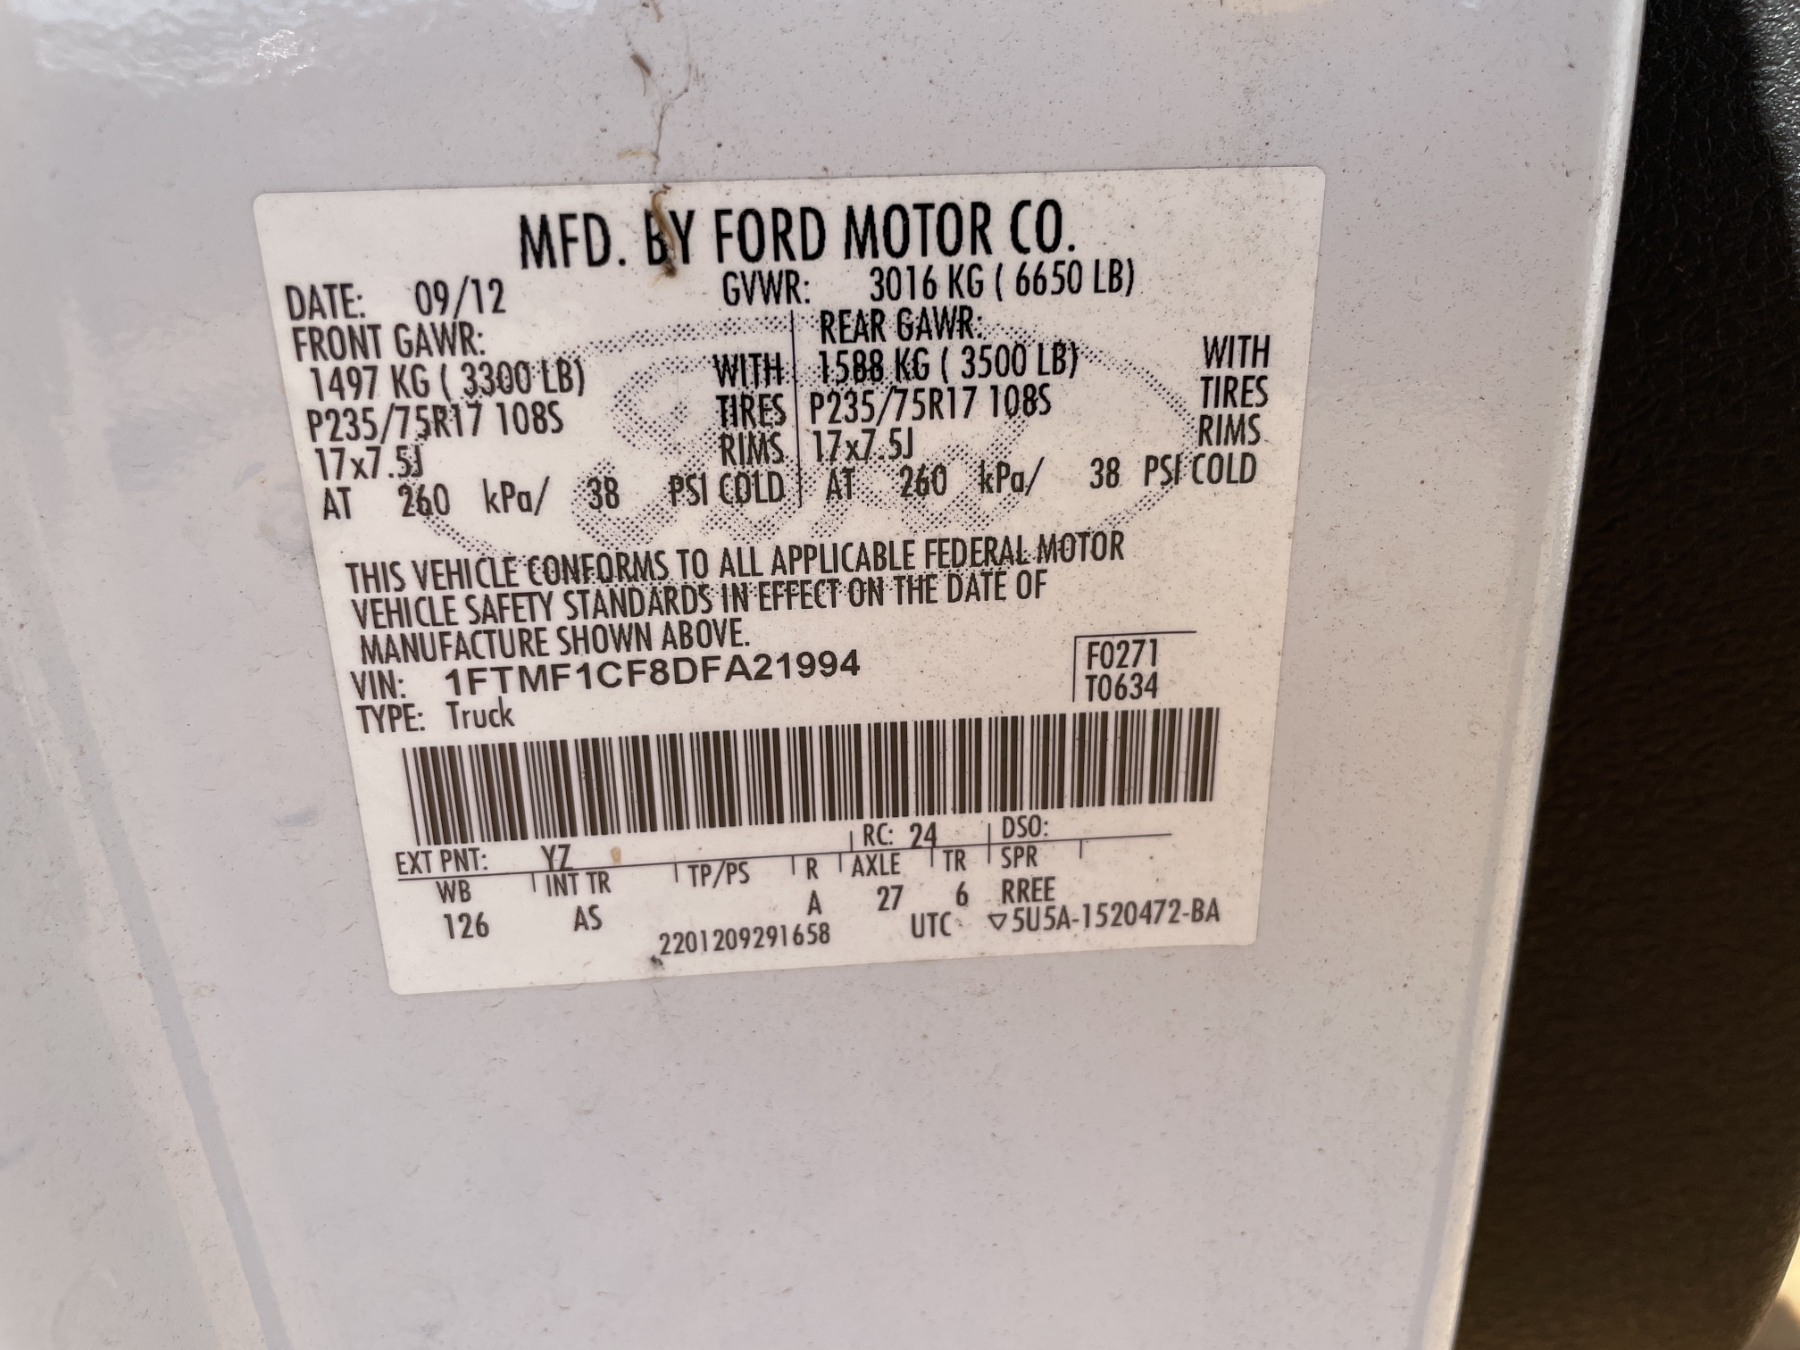 MFD. BY FORD MOTOR CO.
DATE: 09/12 GVWR: 3016 KG ( 6650 LB)
FRONT GAWR: REAR GAWR:
1497 KG ( 3300 LB) WITH 1588 KG ( 3500 LB) WITH
P235/75R17 108S TIRES P235/75R17 108S TIRES
17x7.5J RIMS 17x7.5J RIMS
AT 260 kPa/ 38 PSI COLD AT 260 kPa/ 38 PSI COLD
THIS VEHICLE CONFORMS TO ALL APPLICABLE FEDERAL MOTOR
VEHICLE SAFETY STANDARDS IN EFFECT ON THE DATE OF
MANUFACTURE SHOWN ABOVE.
VIN: 1FTMF1CF8DFA21994 F0271
TYPE: Truck T0634
EXT PNT: YZ RC: 24 DSO:
WB INT TR TP/PS R AXLE TR SPR
126 AS A 27 6 RREE
2201209291658 UTC ▽5U5A-1520472-BA